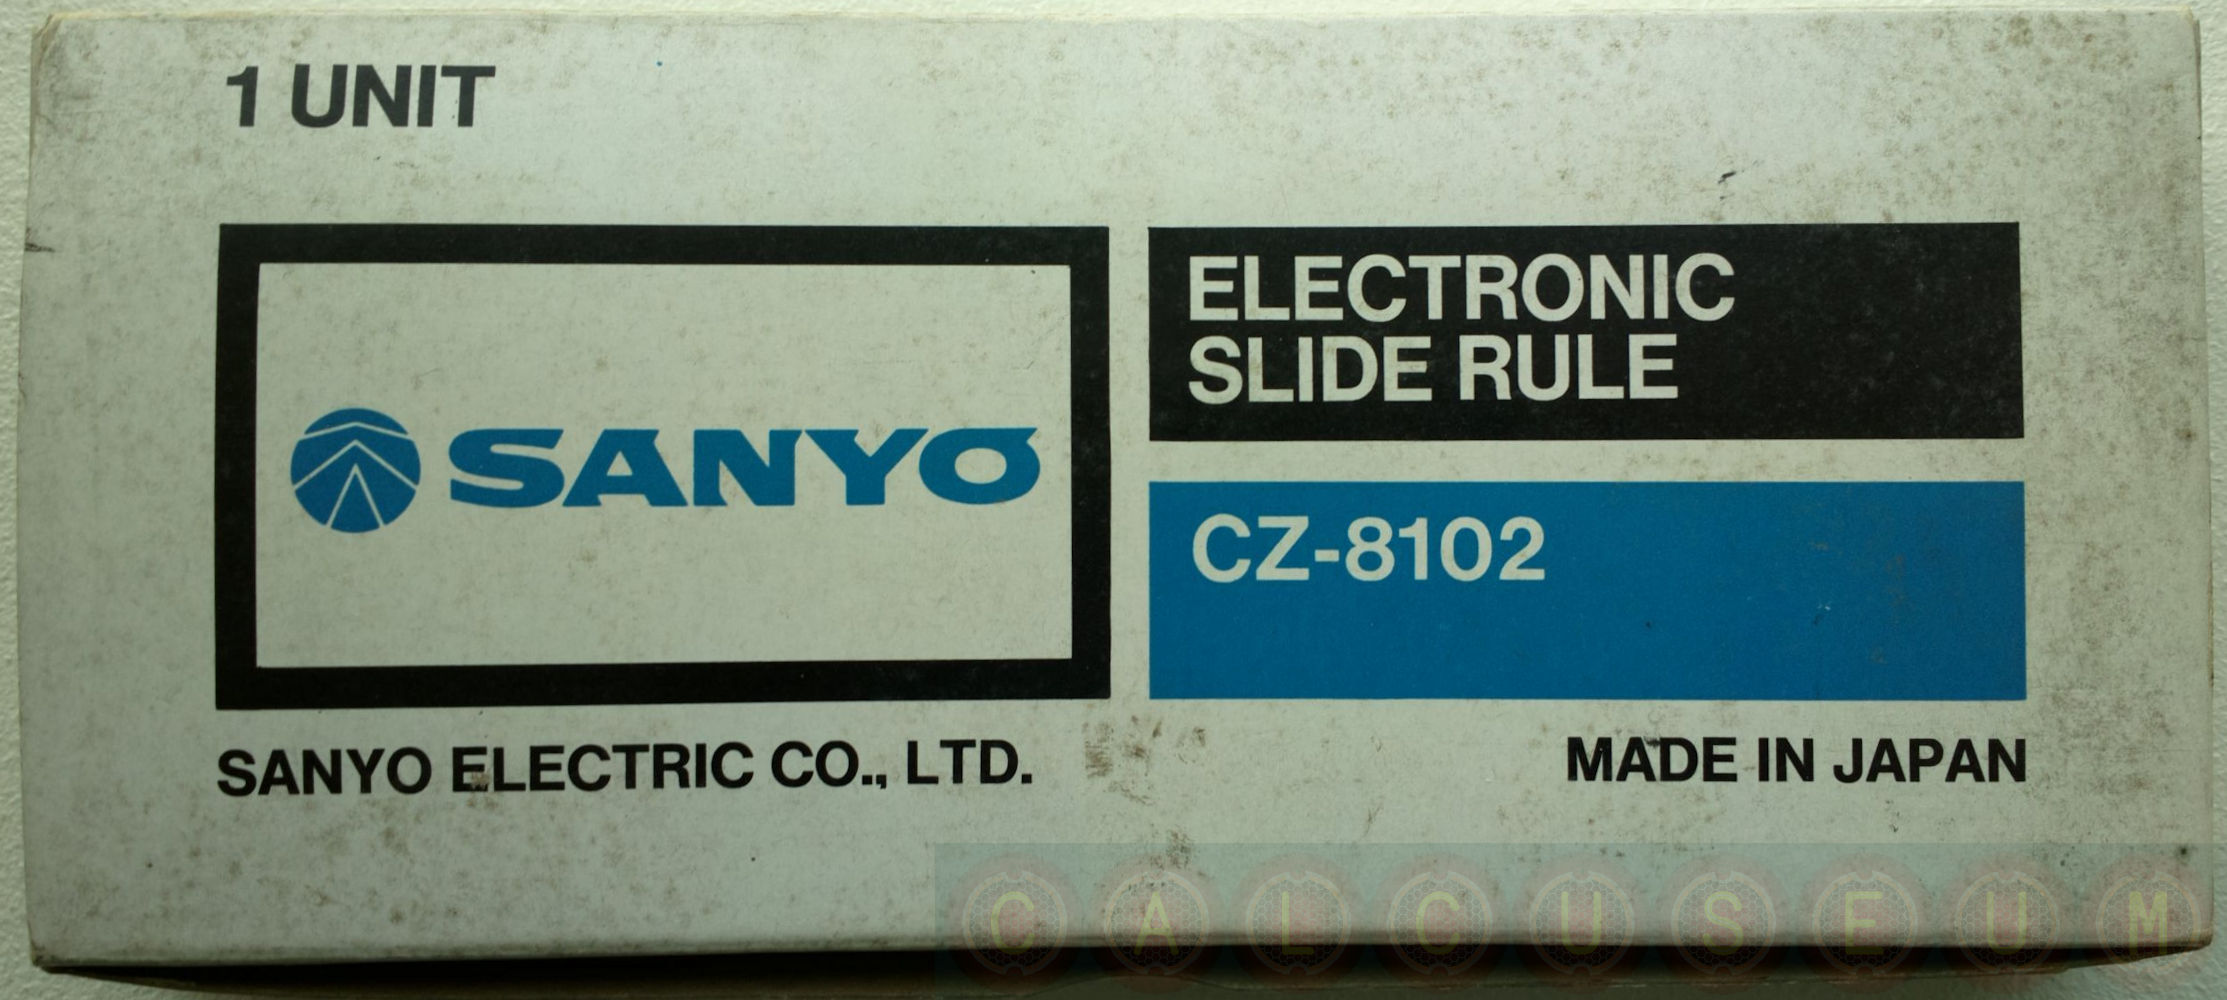 1 UNIT
SANYO
ELECTRONIC
SLIDE RULE
CZ-8102
SANYO ELECTRIC CO., LTD.
MADE IN JAPAN
CALCUSEUM